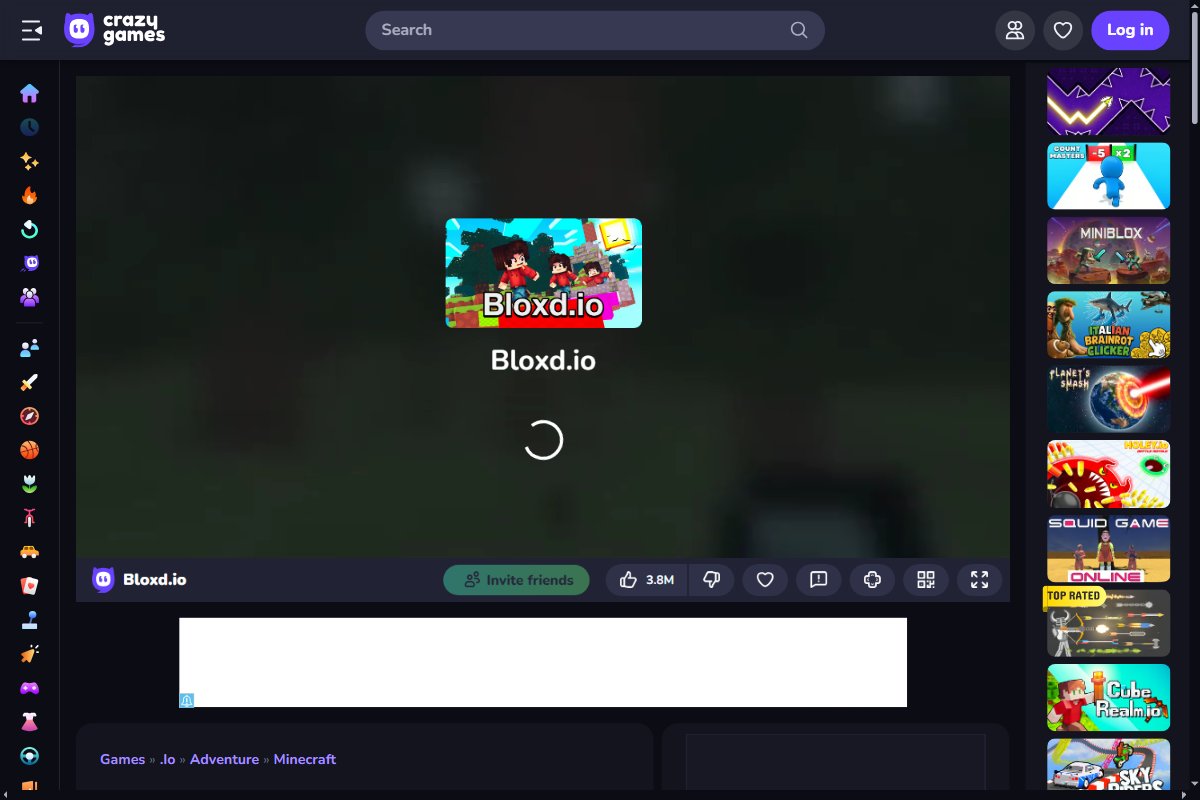 crazy
games
Search
Log in
COUNT
MASTERS
-5
x2
MINIBLOX
ITALIAN
BRAINROT
CLICKER
PLANET'S
SMASH
HOLEY.IO
Bloxd.io
Bloxd.io
SQUID GAME
ONLINE
Bloxd.io
Invite friends
3.8M
TOP RATED
Cube
Realm.io
Games » .Io » Adventure » Minecraft
SKY
RIDERS